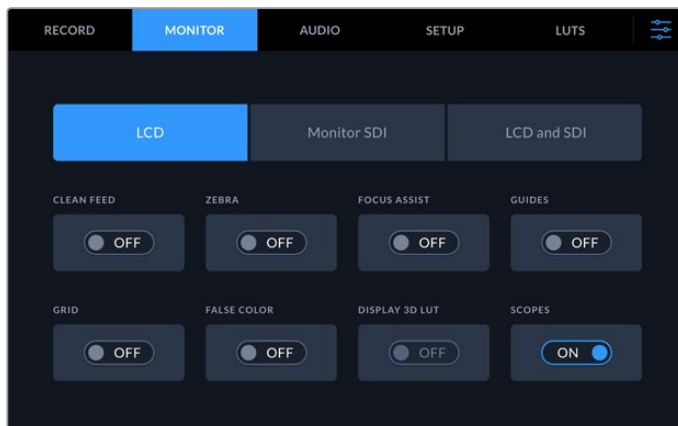 RECORD MONITOR AUDIO SETUP LUTS
LCD Monitor SDI LCD and SDI
CLEAN FEED ZEBRA FOCUS ASSIST GUIDES
OFF OFF OFF OFF
GRID FALSE COLOR DISPLAY 3D LUT SCOPES
OFF OFF OFF ON